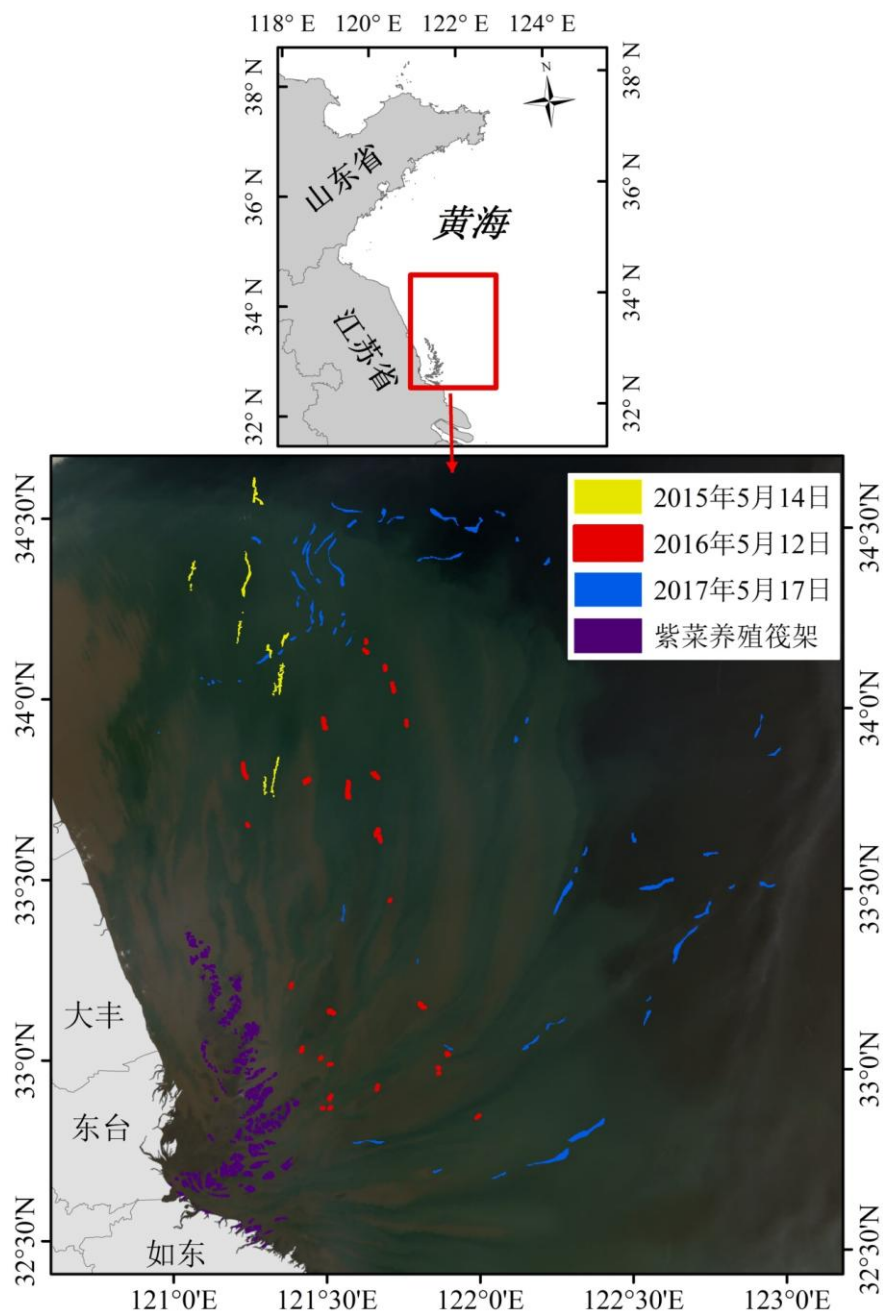 118° E 120° E 122° E 124° E
N
38° N
38° N
36° N
36° N
34° N
34° N
32° N
32° N
山东省
黄海
江苏省
2015年5月14日
2016年5月12日
2017年5月17日
紫菜养殖筏架
34°30'N
34°30'N
34°0'N
34°0'N
33°30'N
33°30'N
33°0'N
33°0'N
32°30'N
32°30'N
大丰
东台
如东
121°0'E 121°30'E 122°0'E 122°30'E 123°0'E